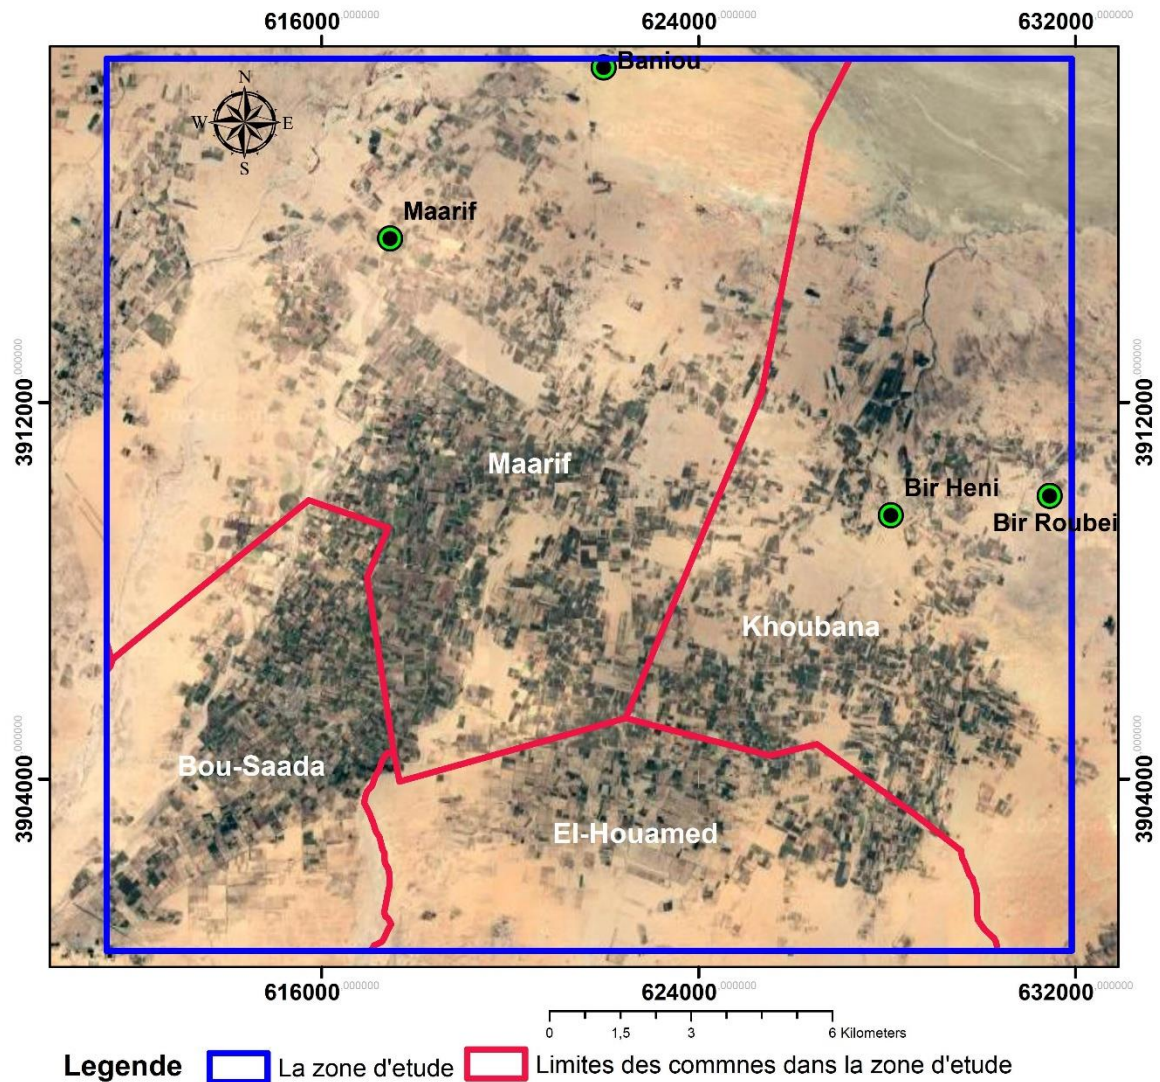 616000,000000 624000,000000 632000,000000
Baniou
N
W E
S
Maarif
3912000,000000 3912000,000000
Maarif
Bir Heni
Bir Roubei
Khoubana
Bou-Saada
3904000,000000 3904000,000000
El-Houamed
616000,000000 624000,000000 632000,000000
0 1,5 3 6 Kilometers
Legende La zone d'etude Limites des commnes dans la zone d'etude